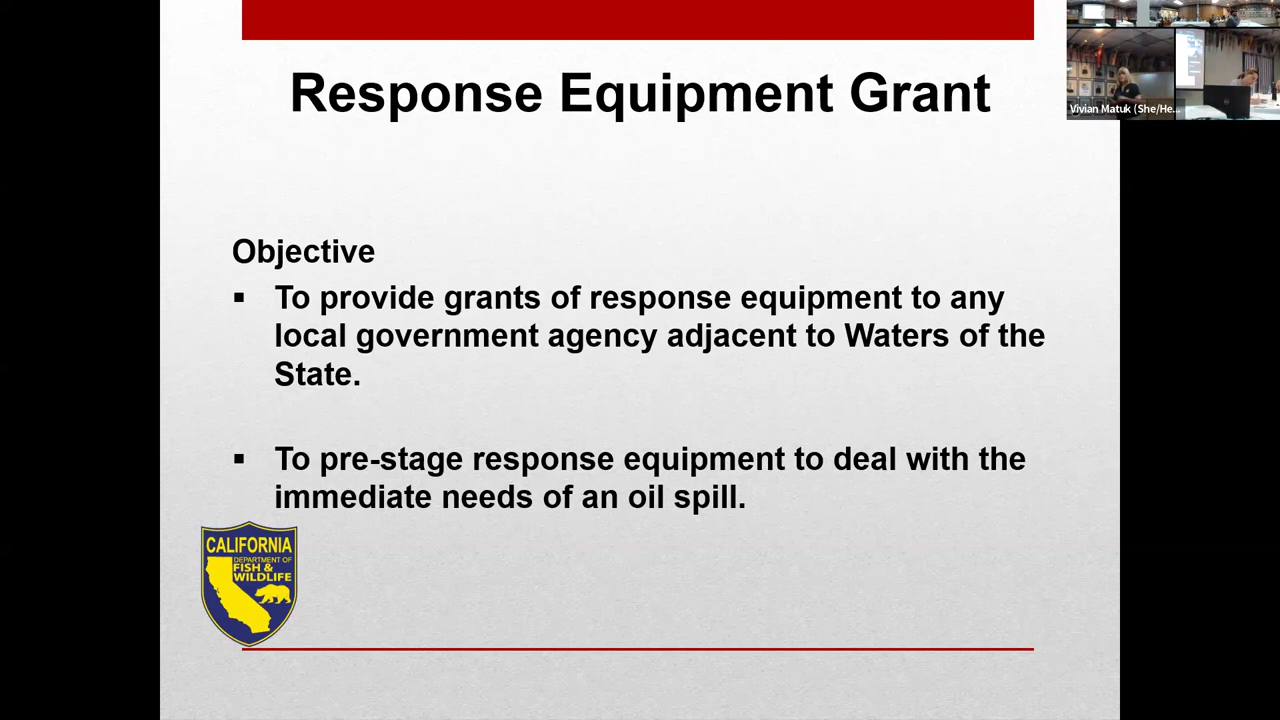 Response Equipment Grant
Vivian Matuk (She/He...
Objective
▪ To provide grants of response equipment to any
local government agency adjacent to Waters of the
State.
▪ To pre-stage response equipment to deal with the
immediate needs of an oil spill.
CALIFORNIA
DEPARTMENT OF
FISH &
WILDLIFE